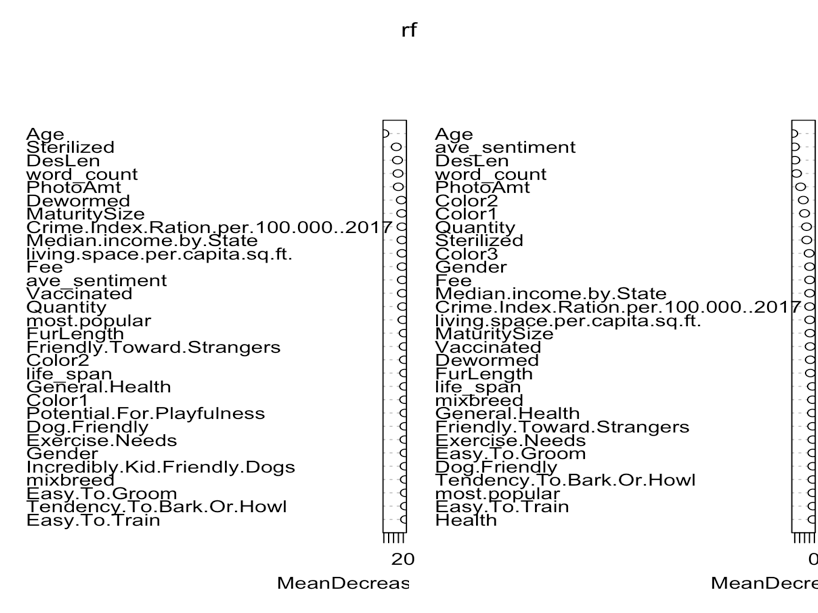 rf
Age
Sterilized
DesLen
word_count
PhotoAmt
Dewormed
MaturitySize
Crime.Index.Ration.per.100.000..2017
Median.income.by.State
living.space.per.capita.sq.ft.
Fee
ave_sentiment
Vaccinated
Quantity
most.popular
FurLength
Friendly.Toward.Strangers
Color2
life_span
General.Health
Color1
Potential.For.Playfulness
Dog.Friendly
Exercise.Needs
Gender
Incredibly.Kid.Friendly.Dogs
mixbreed
Easy.To.Groom
Tendency.To.Bark.Or.Howl
Easy.To.Train
20
MeanDecreas
Age
ave_sentiment
DesLen
word_count
PhotoAmt
Color2
Color1
Quantity
Sterilized
Color3
Gender
Fee
Median.income.by.State
Crime.Index.Ration.per.100.000..2017
living.space.per.capita.sq.ft.
MaturitySize
Vaccinated
Dewormed
FurLength
life_span
mixbreed
General.Health
Friendly.Toward.Strangers
Exercise.Needs
Easy.To.Groom
Dog.Friendly
Tendency.To.Bark.Or.Howl
most.popular
Easy.To.Train
Health
0
MeanDecre